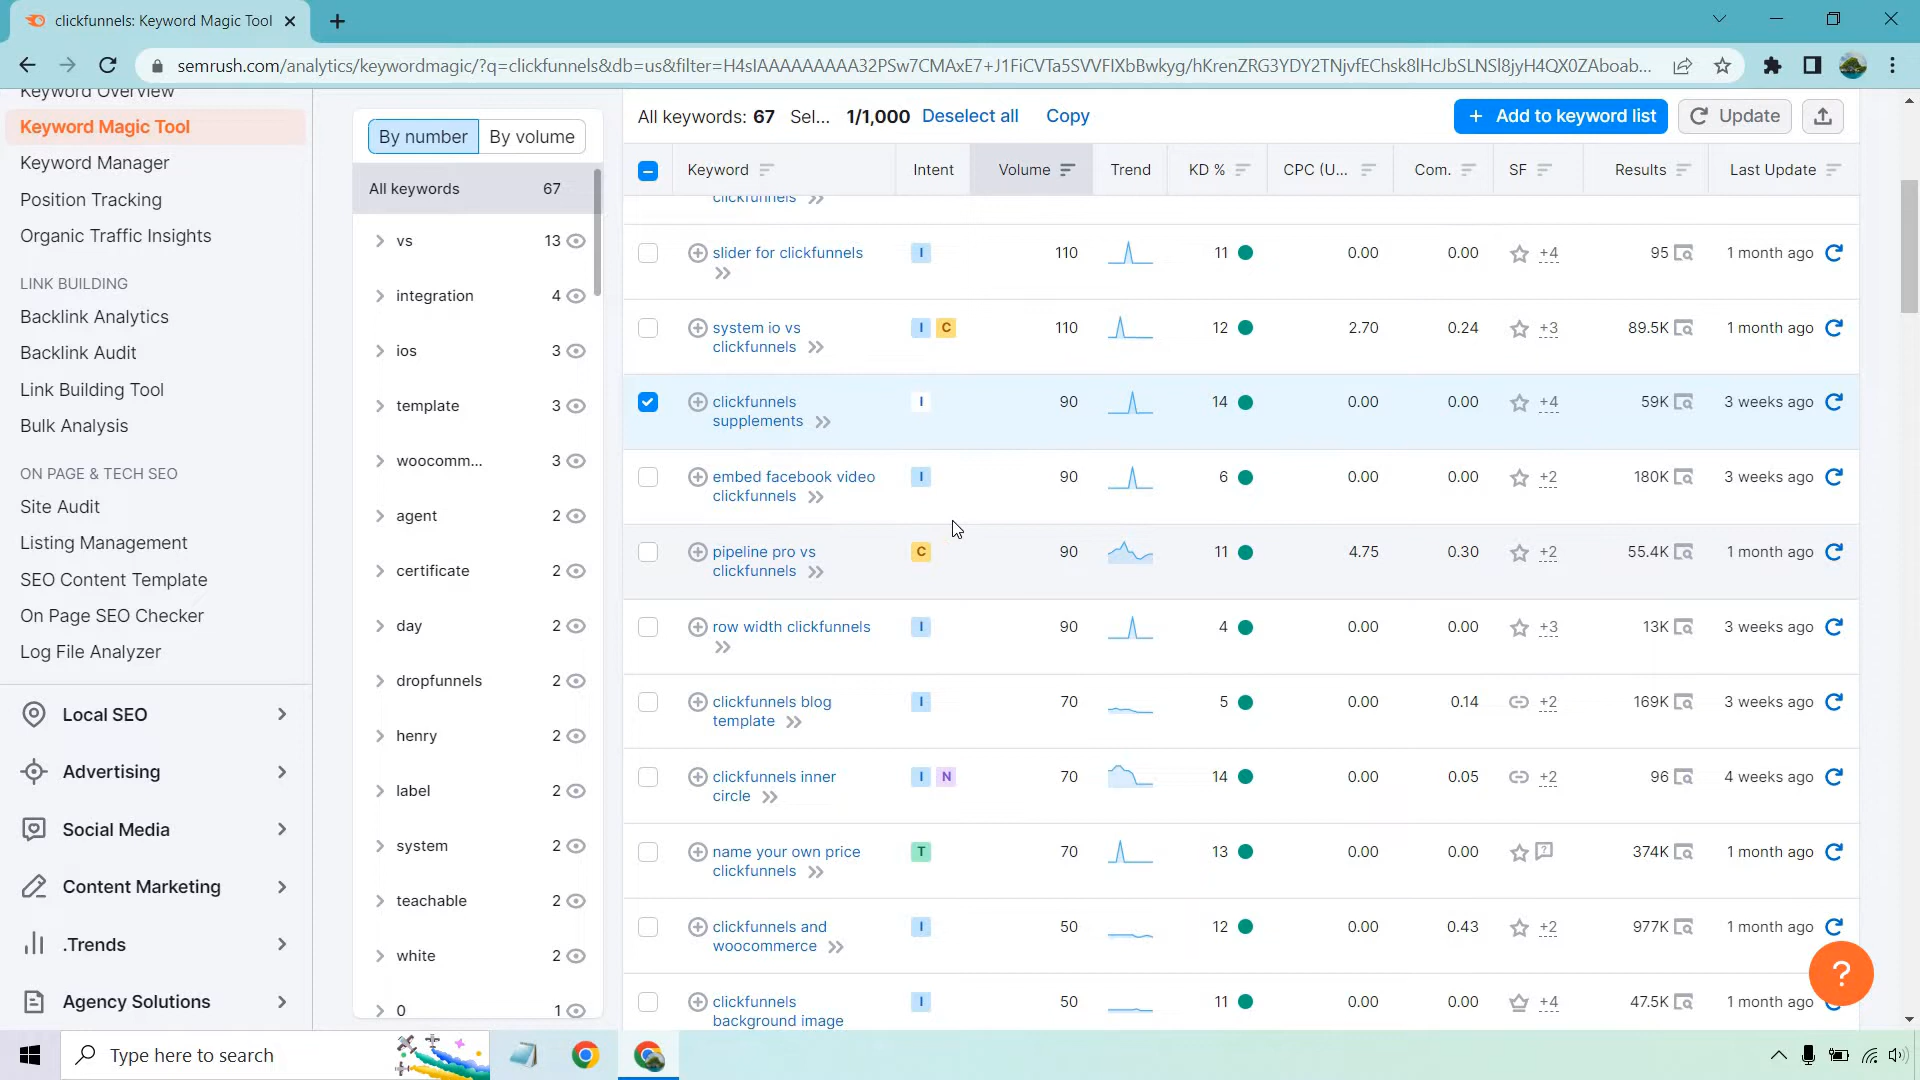 clickfunnels: Keyword Magic Tool
semrush.com/analytics/keywordmagic/?q=clickfunnels&db=us&filter=
Keyword Overview
Keyword Magic Tool
Keyword Manager
Position Tracking
Organic Traffic Insights
LINK BUILDING
Backlink Analytics
Backlink Audit
Link Building Tool
Bulk Analysis
ON PAGE & TECH SEO
Site Audit
Listing Management
SEO Content Template
On Page SEO Checker
Log File Analyzer
Local SEO
Advertising
Social Media
Content Marketing
.Trends
Agency Solutions
By number By volume
All keywords 67
vs 13
integration 4
ios 3
template 3
woocomm... 3
agent 2
certificate 2
day 2
dropfunnels 2
henry 2
label 2
system 2
teachable 2
white 2
0 1
All keywords: 67 Sel... 1/1,000 Deselect all Copy
+ Add to keyword list Update
Keyword Intent Volume Trend KD % CPC (U... Com. SF Results Last Update
clickfunnels
slider for clickfunnels I 110 11 0.00 0.00 +4 95 1 month ago
system io vs I C 110 12 2.70 0.24 +3 89.5K 1 month ago
clickfunnels
clickfunnels I 90 14 0.00 0.00 +4 59K 3 weeks ago
supplements
embed facebook video I 90 6 0.00 0.00 +2 180K 3 weeks ago
clickfunnels
pipeline pro vs C 90 11 4.75 0.30 +2 55.4K 1 month ago
clickfunnels
row width clickfunnels I 90 4 0.00 0.00 +3 13K 3 weeks ago
clickfunnels blog I 70 5 0.00 0.14 +2 169K 3 weeks ago
template
clickfunnels inner I N 70 14 0.00 0.05 +2 96 4 weeks ago
circle
name your own price T 70 13 0.00 0.00 374K 1 month ago
clickfunnels
clickfunnels and I 50 12 0.00 0.43 +2 977K 1 month ago
woocommerce
clickfunnels I 50 11 0.00 0.00 +4 47.5K 1 month ago
background image
?
Type here to search